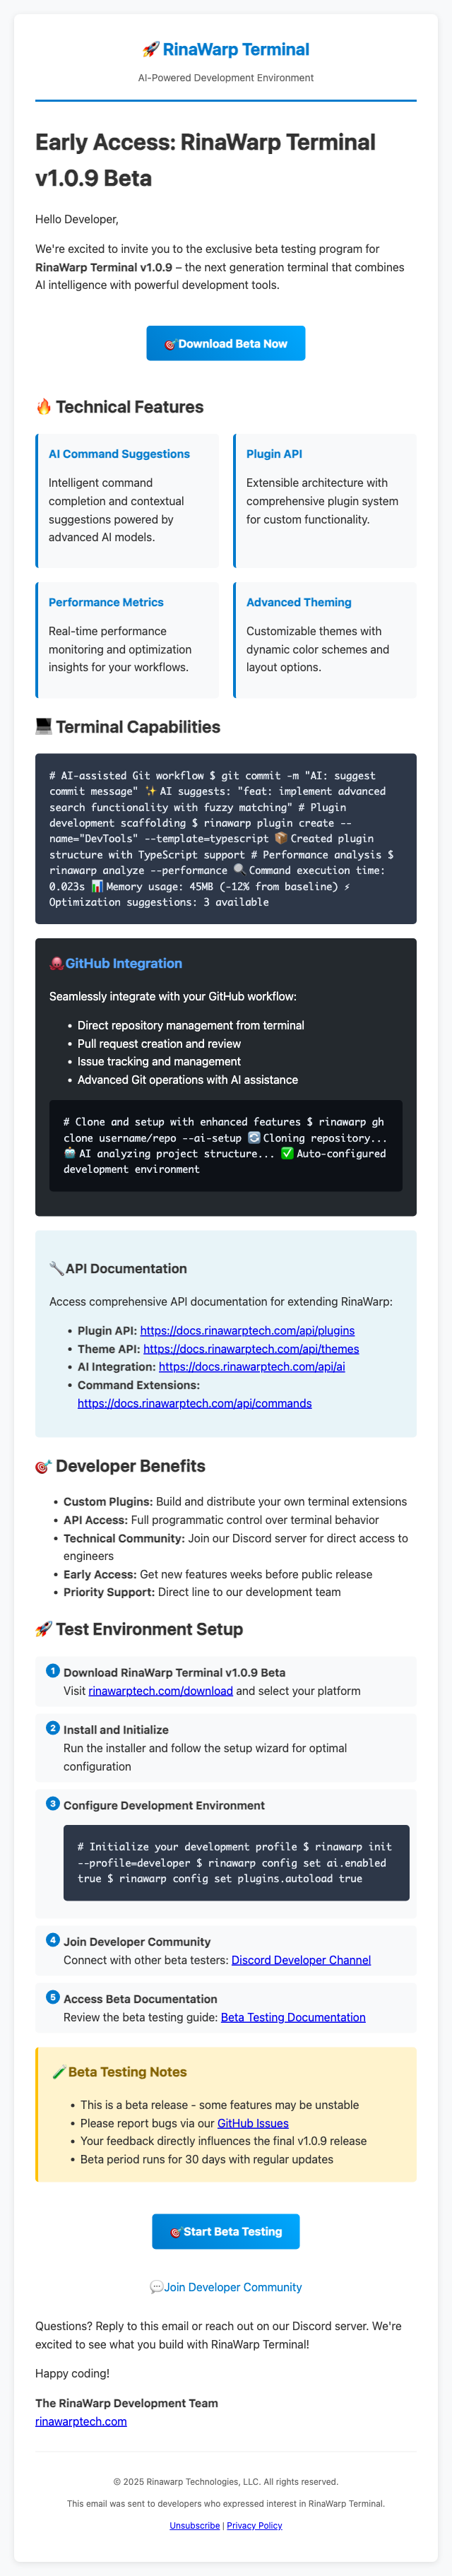 🚀 RinaWarp Terminal
AI-Powered Development Environment
Early Access: RinaWarp Terminal
v1.0.9 Beta
Hello Developer,
We're excited to invite you to the exclusive beta testing program for
RinaWarp Terminal v1.0.9 – the next generation terminal that combines
AI intelligence with powerful development tools.
🎯 Download Beta Now
🔥 Technical Features
AI Command Suggestions
Intelligent command
completion and contextual
suggestions powered by
advanced AI models.
Plugin API
Extensible architecture with
comprehensive plugin system
for custom functionality.
Performance Metrics
Real-time performance
monitoring and optimization
insights for your workflows.
Advanced Theming
Customizable themes with
dynamic color schemes and
layout options.
💻 Terminal Capabilities
# AI-assisted Git workflow $ git commit -m "AI: suggest
commit message" ✨ AI suggests: "feat: implement advanced
search functionality with fuzzy matching" # Plugin
development scaffolding $ rinawarp plugin create --
name="DevTools" --template=typescript 📦 Created plugin
structure with TypeScript support # Performance analysis $
rinawarp analyze --performance 🔍 Command execution time:
0.023s 📊 Memory usage: 45MB (-12% from baseline) ⚡
Optimization suggestions: 3 available
🐙 GitHub Integration
Seamlessly integrate with your GitHub workflow:
• Direct repository management from terminal
• Pull request creation and review
• Issue tracking and management
• Advanced Git operations with AI assistance
# Clone and setup with enhanced features $ rinawarp gh
clone username/repo --ai-setup 🔄 Cloning repository...
🤖 AI analyzing project structure... ✅ Auto-configured
development environment
🔧 API Documentation
Access comprehensive API documentation for extending RinaWarp:
• Plugin API: https://docs.rinawarptech.com/api/plugins
• Theme API: https://docs.rinawarptech.com/api/themes
• AI Integration: https://docs.rinawarptech.com/api/ai
• Command Extensions:
https://docs.rinawarptech.com/api/commands
🎯 Developer Benefits
• Custom Plugins: Build and distribute your own terminal extensions
• API Access: Full programmatic control over terminal behavior
• Technical Community: Join our Discord server for direct access to
engineers
• Early Access: Get new features weeks before public release
• Priority Support: Direct line to our development team
🚀 Test Environment Setup
1 Download RinaWarp Terminal v1.0.9 Beta
Visit rinawarptech.com/download and select your platform
2 Install and Initialize
Run the installer and follow the setup wizard for optimal
configuration
3 Configure Development Environment
# Initialize your development profile $ rinawarp init
--profile=developer $ rinawarp config set ai.enabled
true $ rinawarp config set plugins.autoload true
4 Join Developer Community
Connect with other beta testers: Discord Developer Channel
5 Access Beta Documentation
Review the beta testing guide: Beta Testing Documentation
🧪 Beta Testing Notes
• This is a beta release - some features may be unstable
• Please report bugs via our GitHub Issues
• Your feedback directly influences the final v1.0.9 release
• Beta period runs for 30 days with regular updates
🎯 Start Beta Testing
💬 Join Developer Community
Questions? Reply to this email or reach out on our Discord server. We're
excited to see what you build with RinaWarp Terminal!
Happy coding!
The RinaWarp Development Team
rinawarptech.com
© 2025 Rinawarp Technologies, LLC. All rights reserved.
This email was sent to developers who expressed interest in RinaWarp Terminal.
Unsubscribe | Privacy Policy